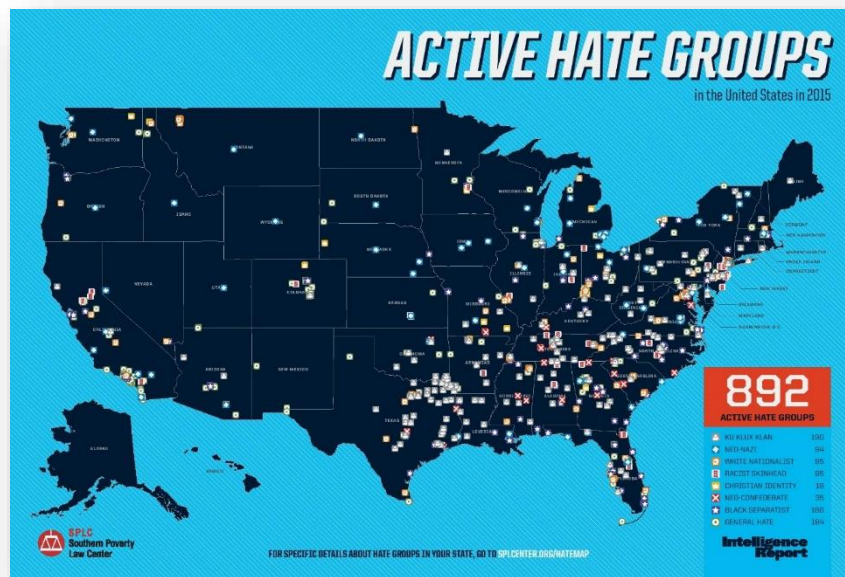 ACTIVE HATE GROUPS
in the United States in 2015
WASHINGTON
MONTANA
NORTH DAKOTA
MINNESOTA
MAINE
OREGON
IDAHO
SOUTH DAKOTA
WISCONSIN
MICHIGAN
NEW YORK
VERMONT
NEW HAMPSHIRE
MASSACHUSETTS
RHODE ISLAND
CONNECTICUT
WYOMING
NEBRASKA
IOWA
NEW JERSEY
NEVADA
UTAH
COLORADO
KANSAS
MISSOURI
ILLINOIS
KENTUCKY
DELAWARE
MARYLAND
WASHINGTON, D.C.
CALIFORNIA
ARIZONA
NEW MEXICO
OKLAHOMA
ARKANSAS
TEXAS
ALASKA
HAWAII
892
ACTIVE HATE GROUPS
KU KLUX KLAN 190
NEO-NAZI 94
WHITE NATIONALIST 95
RACIST SKINHEAD 95
CHRISTIAN IDENTITY
NEO-CONFEDERATE 35
BLACK SEPARATIST
GENERAL HATE 184
SPLC
Southern Poverty
Law Center
FOR SPECIFIC DETAILS ABOUT HATE GROUPS IN YOUR STATE, GO TO SPLCENTER.ORG/HATEMAP
Intelligence
Report